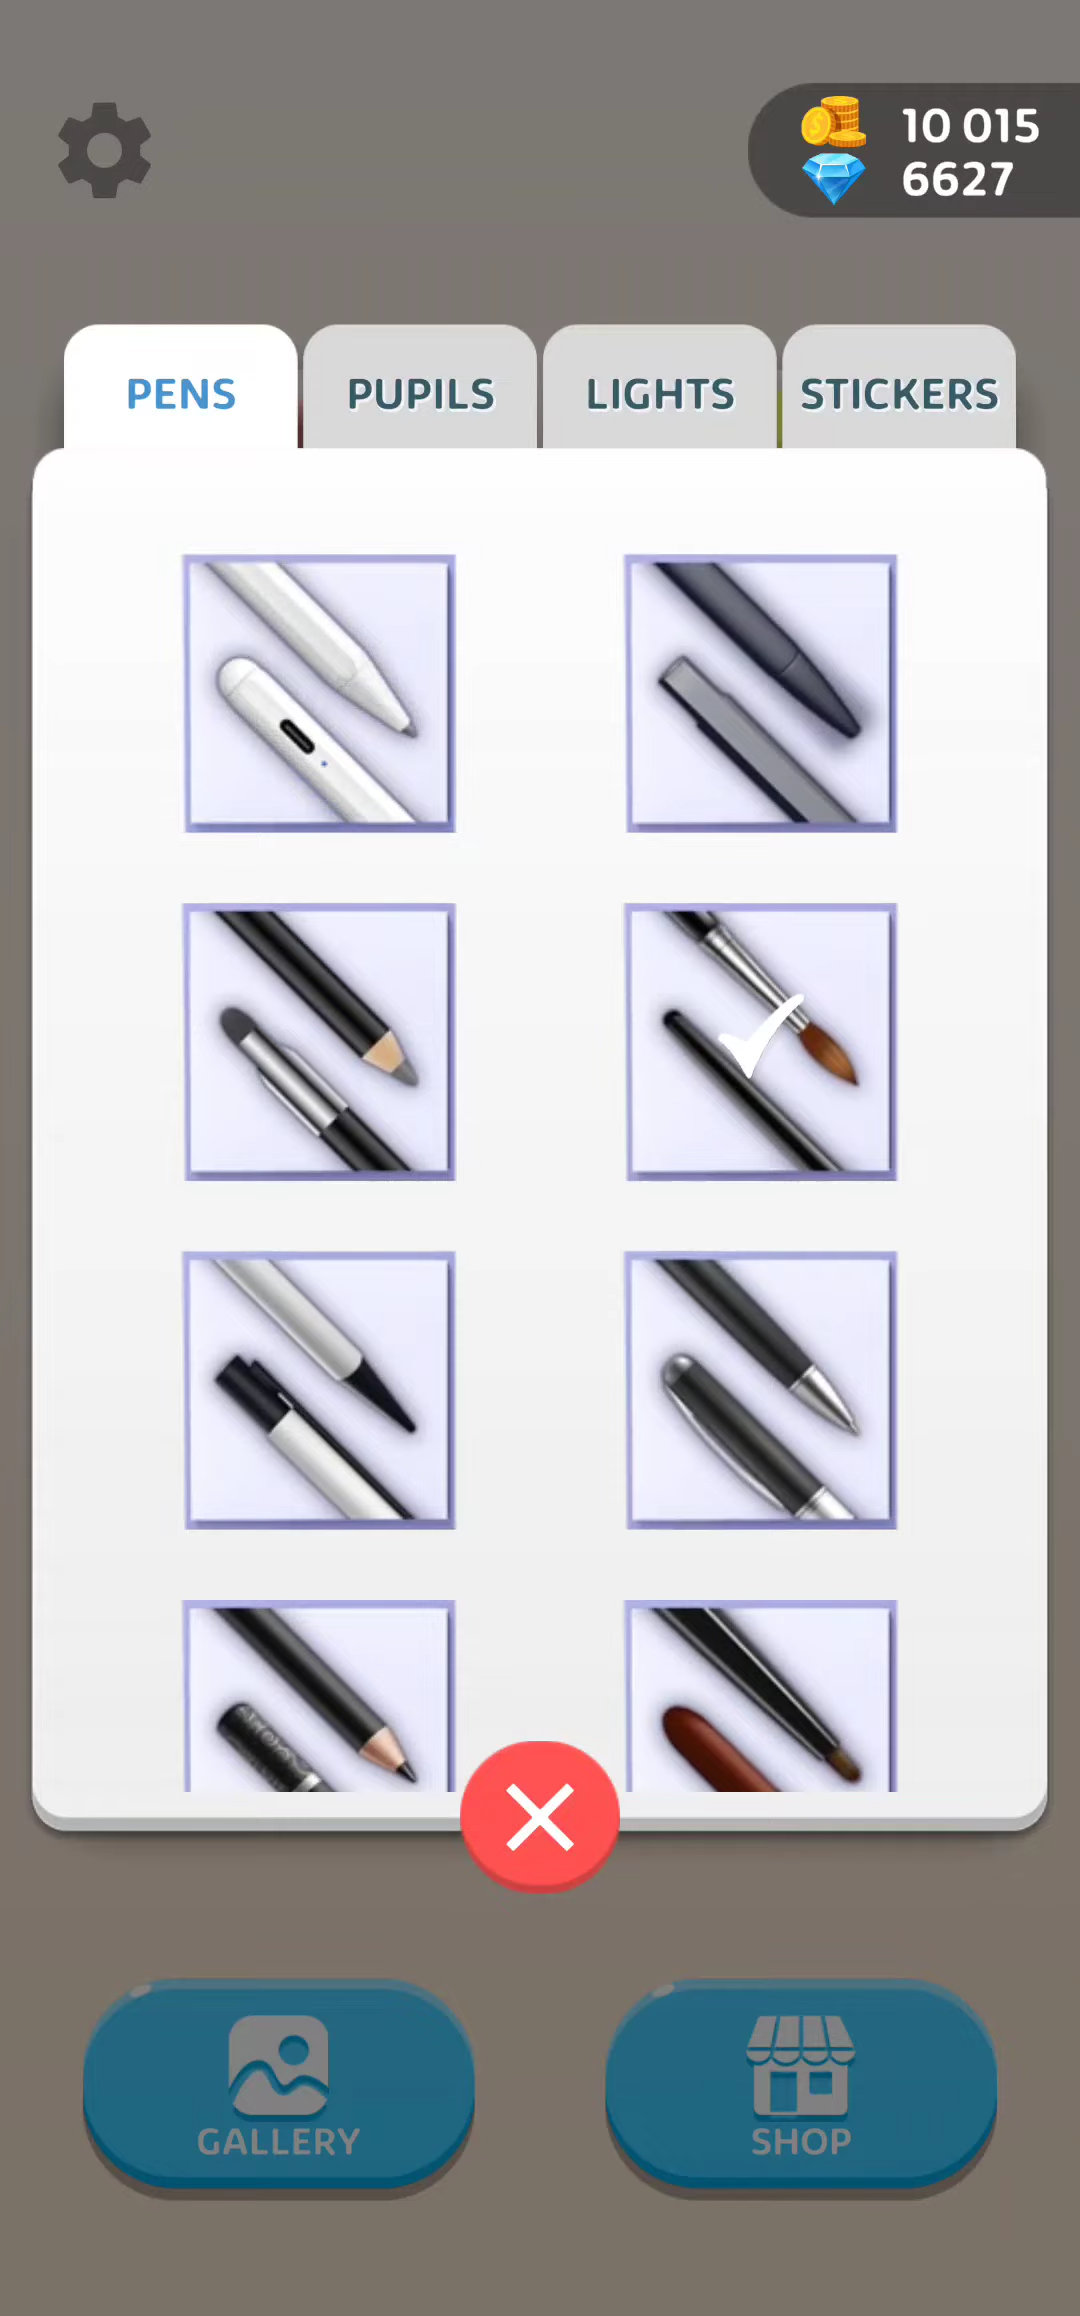 10 015
6627
PENS
PUPILS
LIGHTS
STICKERS
GALLERY
SHOP